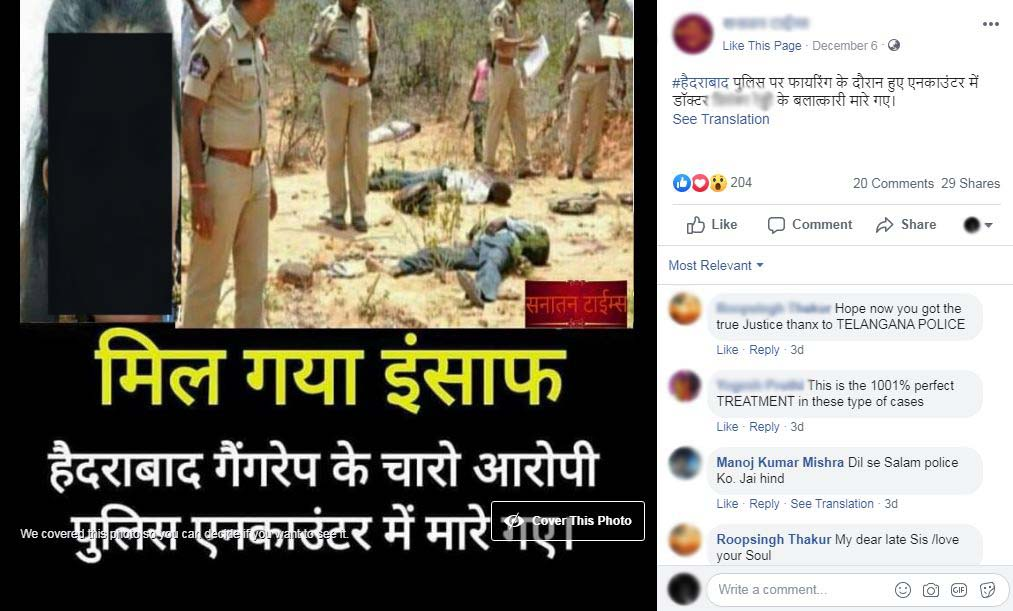 सनातन टाईम्स
मिल गया इंसाफ
हैदराबाद गैंगरेप के चारो आरोपी
पुलिस एनकाउंटर में मारे गए।
We covered this photo so you can decide if you want to see it.
Cover This Photo
Like This Page · December 6 ·
#हैदराबाद पुलिस पर फायरिंग के दौरान हुए एनकाउंटर में
डॉक्टर के बलात्कारी मारे गए।
See Translation
204 20 Comments 29 Shares
Like Comment Share
Most Relevant
Hope now you got the
true Justice thanx to TELANGANA POLICE
Like · Reply · 3d
This is the 1001% perfect
TREATMENT in these type of cases
Like · Reply · 3d
Manoj Kumar Mishra Dil se Salam police
Ko. Jai hind
Like · Reply · See Translation · 3d
Roopsingh Thakur My dear late Sis /love
your Soul
Write a comment...
GIF